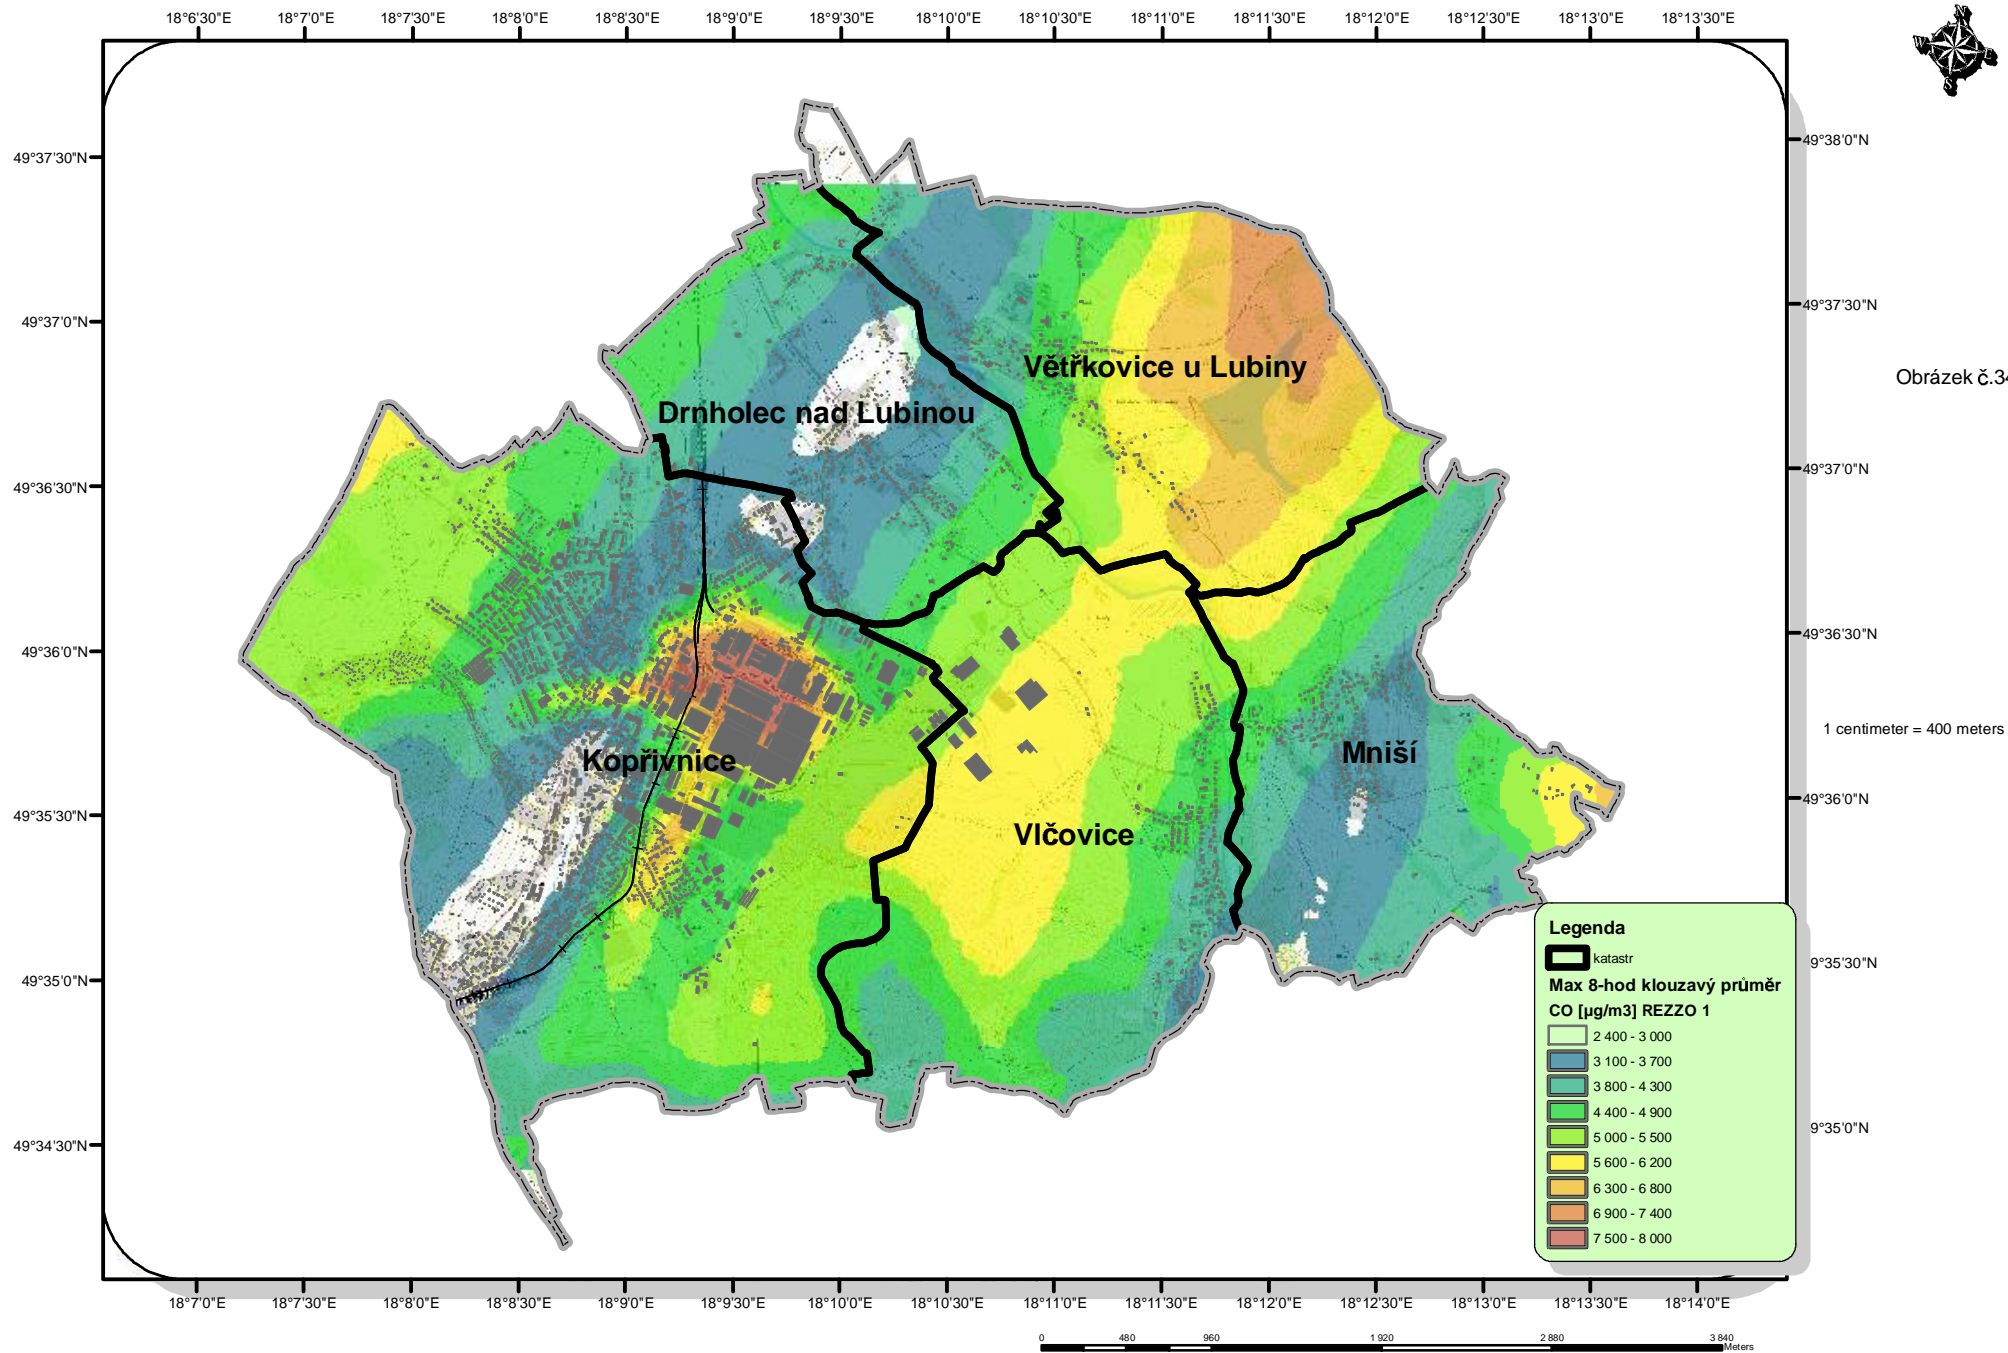 18°6'30"E 18°7'0"E 18°7'30"E 18°8'0"E 18°8'30"E 18°9'0"E 18°9'30"E 18°10'0"E 18°10'30"E 18°11'0"E 18°11'30"E 18°12'0"E 18°12'30"E 18°13'0"E 18°13'30"E
49°37'30"N
49°37'0"N
49°36'30"N
49°36'0"N
49°35'30"N
49°35'0"N
49°34'30"N
Větřkovice u Lubiny
Drnholec nad Lubinou
Kopřivnice
Mniší
Vlčovice
49°38'0"N
49°37'30"N
49°37'0"N
49°36'30"N
49°36'0"N
9°35'30"N
9°35'0"N
N
Obrázek č.34
1 centimeter = 400 meters
Legenda
katastr
Max 8-hod klouzavý průměr
CO [µg/m3] REZZO 1
2 400 - 3 000
3 100 - 3 700
3 800 - 4 300
4 400 - 4 900
5 000 - 5 500
5 600 - 6 200
6 300 - 6 800
6 900 - 7 400
7 500 - 8 000
18°7'0"E 18°7'30"E 18°8'0"E 18°8'30"E 18°9'0"E 18°9'30"E 18°10'0"E 18°10'30"E 18°11'0"E 18°11'30"E 18°12'0"E 18°12'30"E 18°13'0"E 18°13'30"E 18°14'0"E
0 480 960 1 920 2 880 3 840
Meters